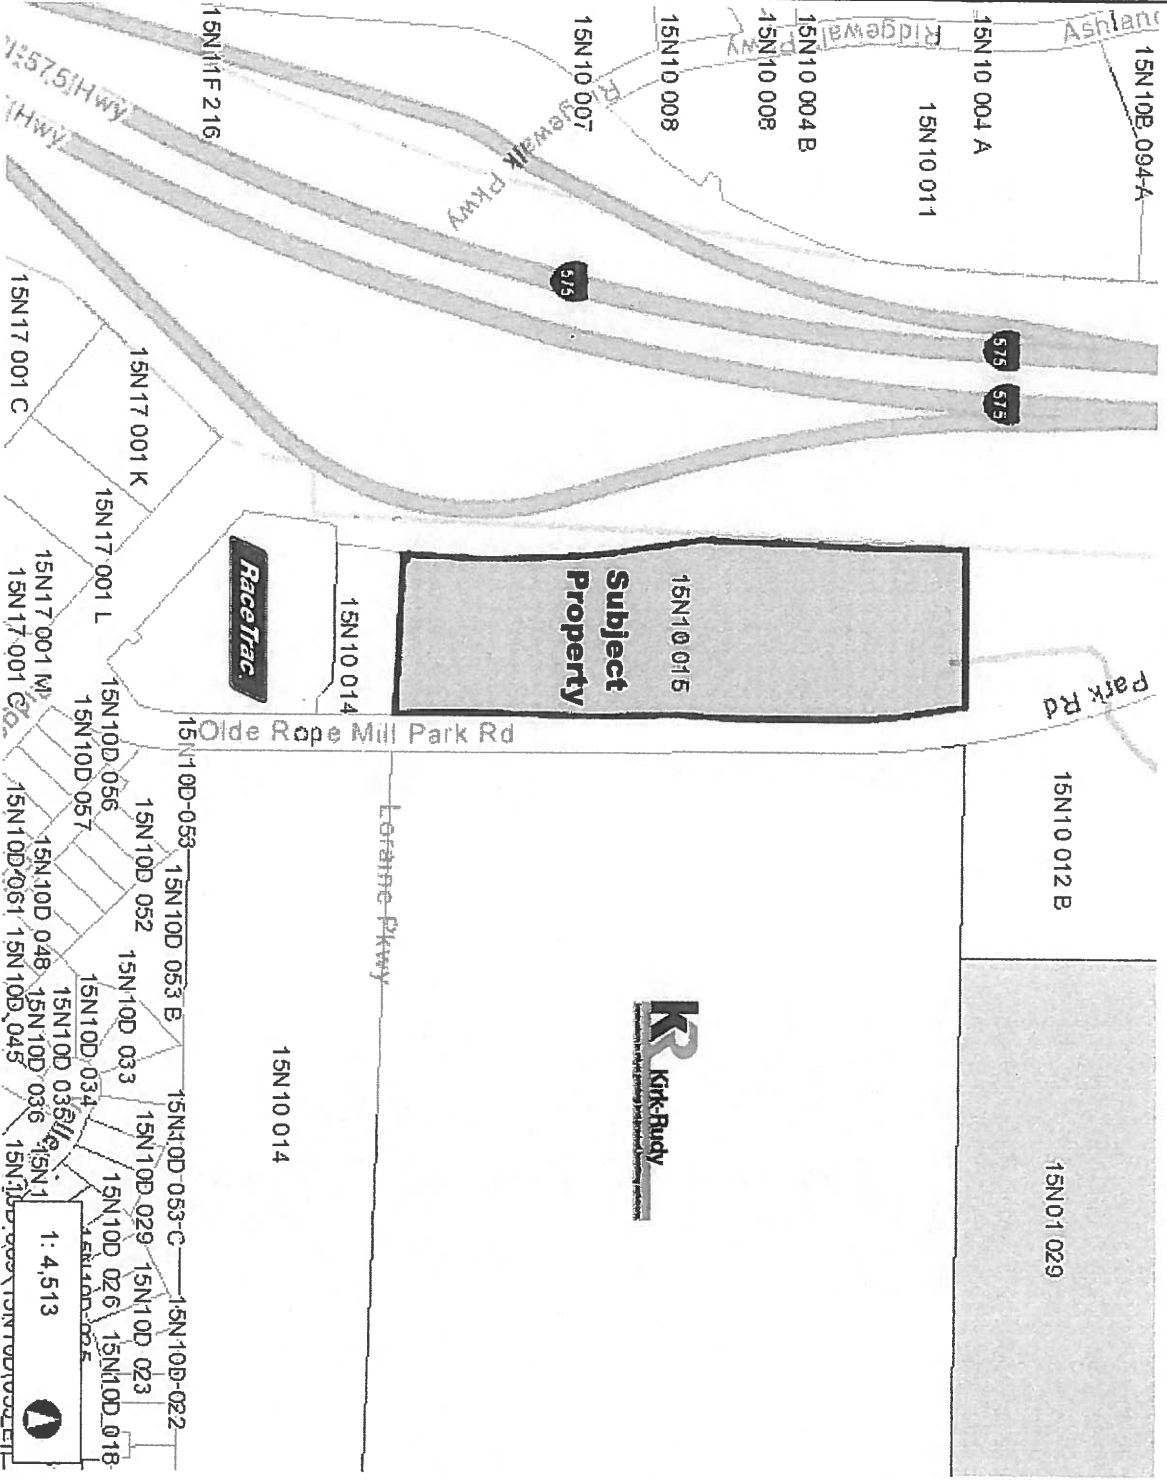 15N10B 094-A
Ashland
15N10 004 A
15N10 011
Ridgewalk Pkwy
15N10 004 B
15N10 008
15N10 008
15N10 007
Ridgewalk Pkwy
15N11F 216
Hwy
575
575
575
15N17 001 C
15N17 001 K
15N17 001 L
15N17 001 M
15N17 001 C
RaceTrac
15N10 014
15N10 015
Subject
Property
Park Rd
Olde Rope Mill Park Rd
15N10 012 B
15N01 029
Loraine Pkwy
KR Kirk-Rudy
15N10 014
15N10D-053
15N10D 053 B
15N10D-053-C
15N10D-022
15N10D 056
15N10D 057
15N10D 052
15N10D 048
15N10D 061
15N10D 045
15N10D 033
15N10D 034
15N10D 035
15N10D 036
15N10D 029
15N10D 026
15N10D 023
15N10D 018
1: 4,513